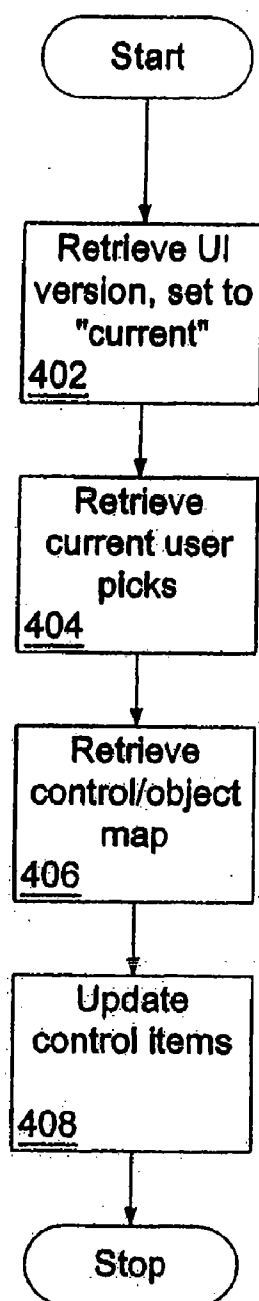 Start
Retrieve UI
version, set to
"current"
402
Retrieve
current user
picks
404
Retrieve
control/object
map
406
Update
control items
408
Stop